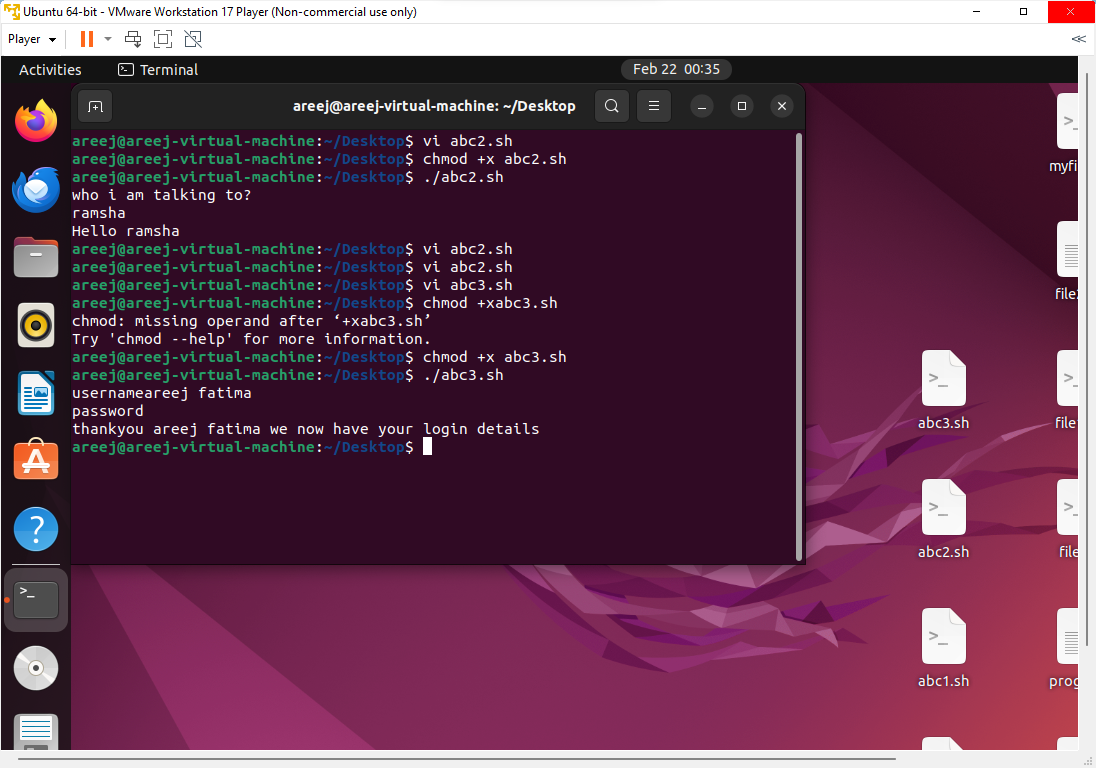 Ubuntu 64-bit - VMware Workstation 17 Player (Non-commercial use only)
Player
Activities
Terminal
Feb 22 00:35
areej@areej-virtual-machine: ~/Desktop
areej@areej-virtual-machine:~/Desktop$ vi abc2.sh
areej@areej-virtual-machine:~/Desktop$ chmod +x abc2.sh
areej@areej-virtual-machine:~/Desktop$ ./abc2.sh
who i am talking to?
ramsha
Hello ramsha
areej@areej-virtual-machine:~/Desktop$ vi abc2.sh
areej@areej-virtual-machine:~/Desktop$ vi abc2.sh
areej@areej-virtual-machine:~/Desktop$ vi abc3.sh
areej@areej-virtual-machine:~/Desktop$ chmod +xabc3.sh
chmod: missing operand after ‘+xabc3.sh’
Try 'chmod --help' for more information.
areej@areej-virtual-machine:~/Desktop$ chmod +x abc3.sh
areej@areej-virtual-machine:~/Desktop$ ./abc3.sh
usernameareej fatima
password
thankyou areej fatima we now have your login details
areej@areej-virtual-machine:~/Desktop$
abc3.sh
abc2.sh
abc1.sh